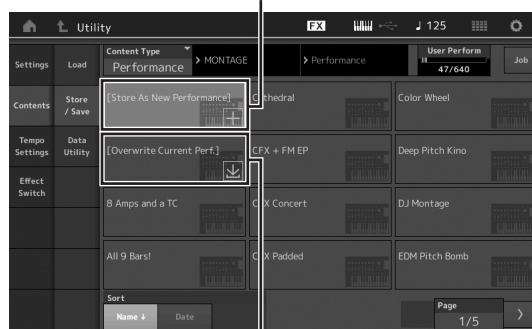 Utility
FX
125
Settings
Load
Content Type
Performance
MONTAGE
Performance
User Perform
47/640
Job
Contents
Store
/ Save
[Store As New Performance]
Cathedral
Color Wheel
Tempo
Settings
Data
Utility
[Overwrite Current Perf.]
CFX + FM EP
Deep Pitch Kino
Effect
Switch
8 Amps and a TC
CFX Concert
DJ Montage
All 9 Bars!
CFX Padded
EDM Pitch Bomb
Sort
Name
Date
Page
1/5